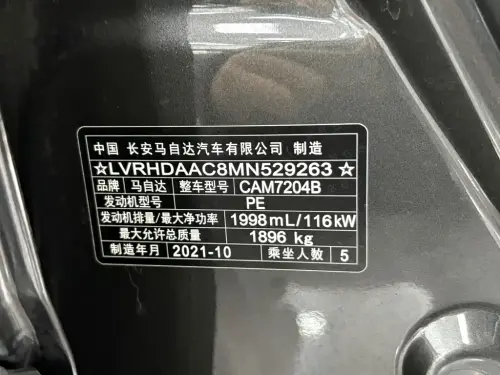 中国 长安马自达汽车有限公司 制造
☆LVRHDAAC8MN529263☆
品牌 马自达 整车型号 CAM7204B
发动机型号 PE
发动机排量/最大净功率 1998mL/116kW
最大允许总质量 1896 kg
制造年月 2021-10 乘坐人数 5